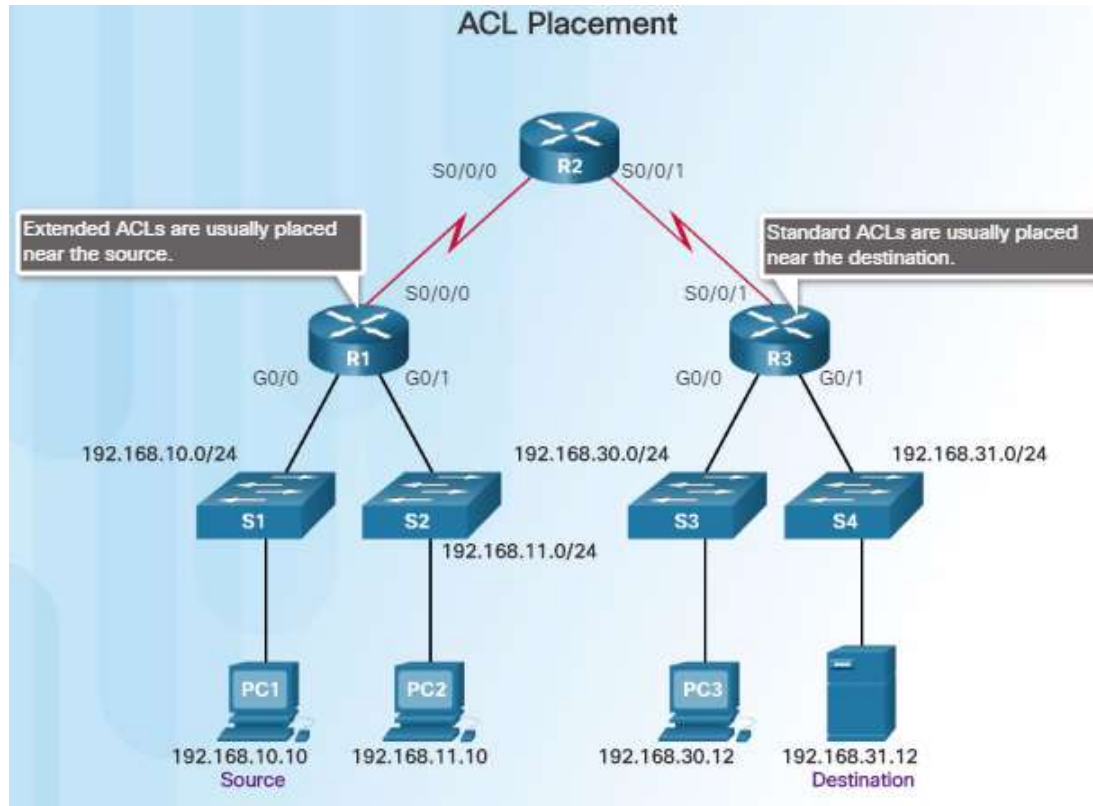 ACL Placement
R2
S0/0/0
S0/0/1
Extended ACLs are usually placed
near the source.
Standard ACLs are usually placed
near the destination.
S0/0/0
S0/0/1
R1
R3
G0/0
G0/1
G0/0
G0/1
192.168.10.0/24
192.168.30.0/24
192.168.31.0/24
S1
S2
S3
S4
192.168.11.0/24
PC1
PC2
PC3
192.168.10.10
192.168.11.10
192.168.30.12
192.168.31.12
Source
Destination